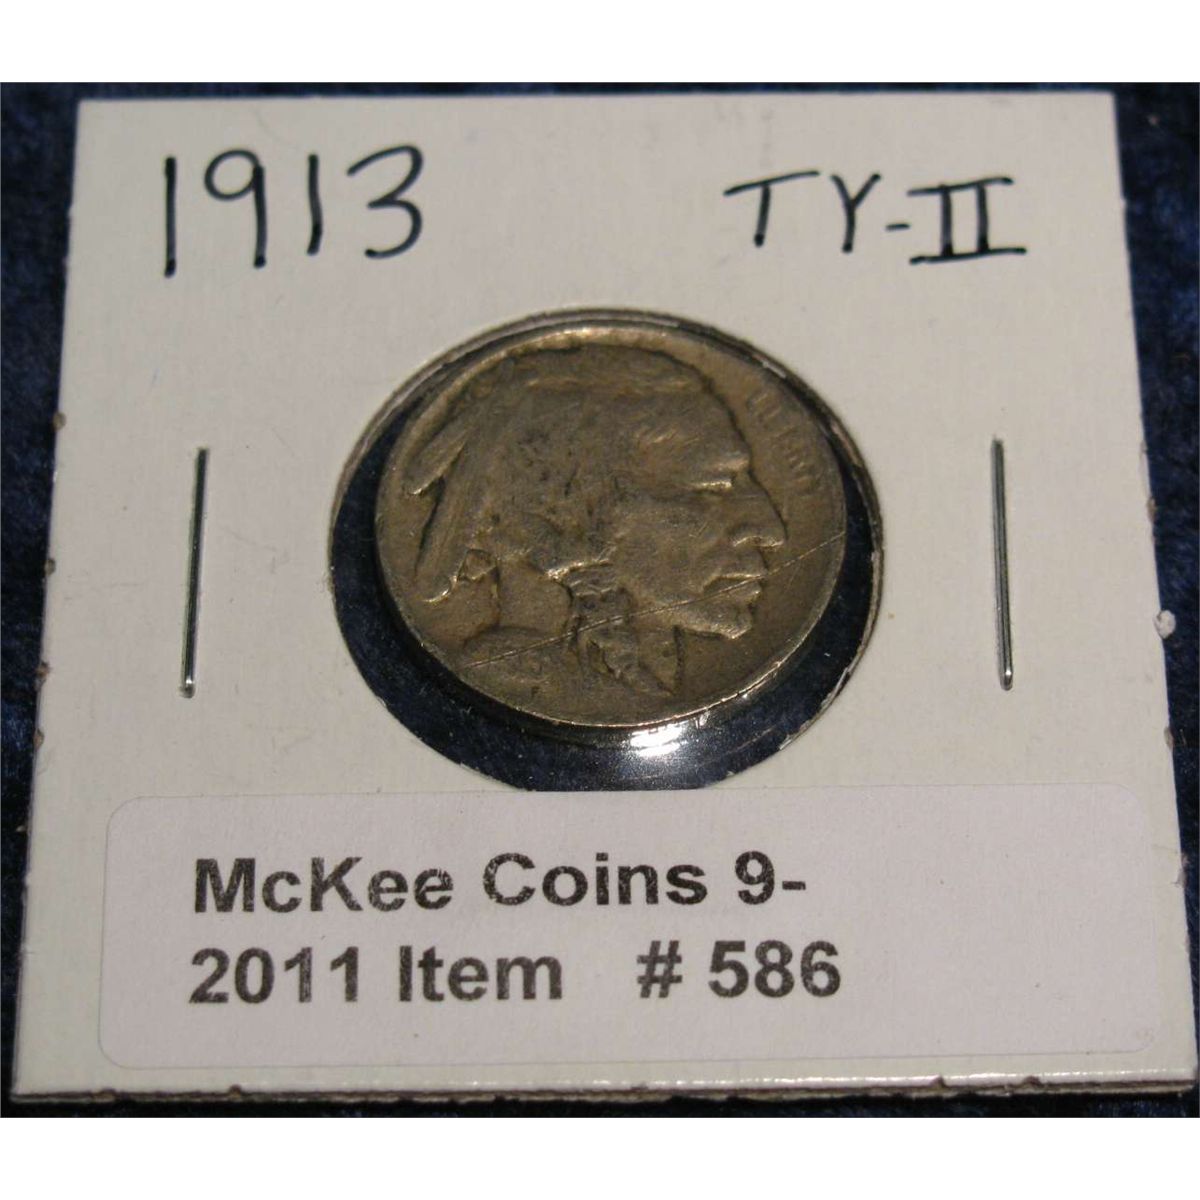 1913 TY-II
LIBERTY
McKee Coins 9-
2011 Item # 586